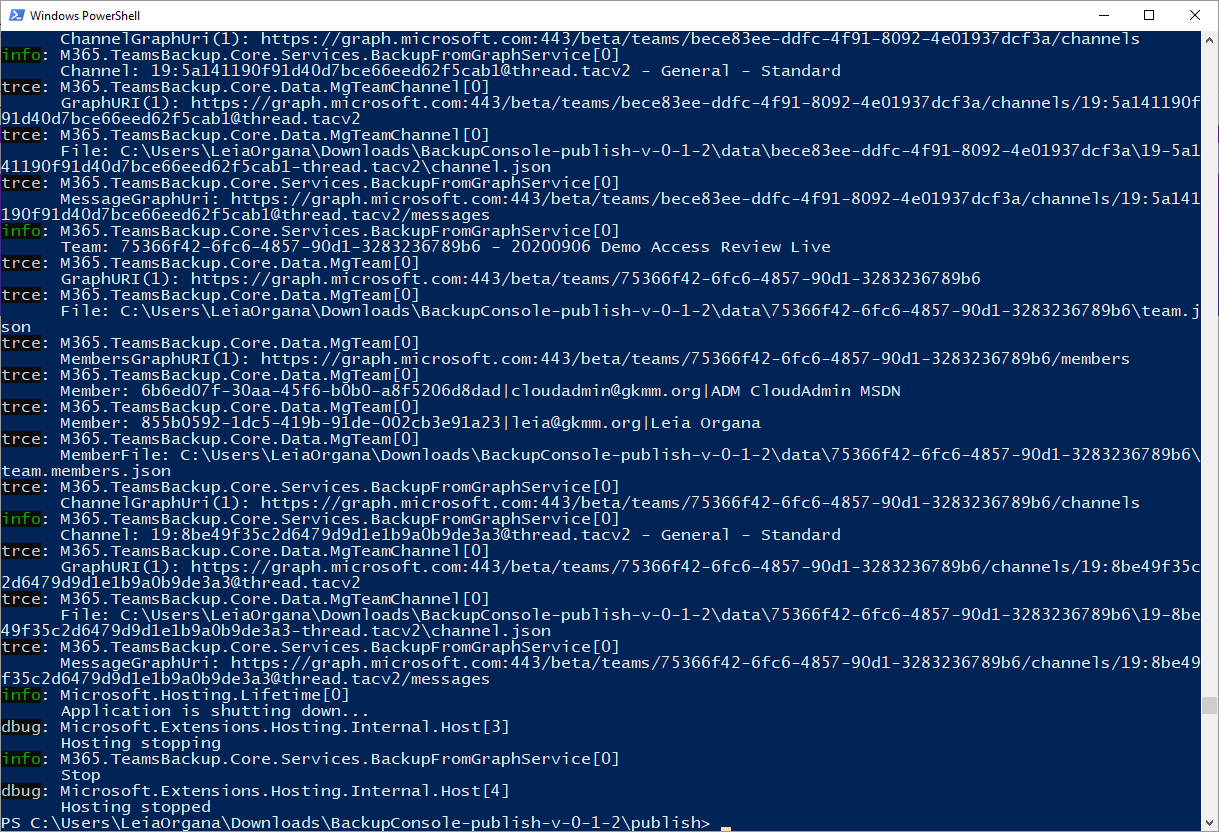 Windows PowerShell
ChannelGraphUri(1): https://graph.microsoft.com:443/beta/teams/bece83ee-ddfc-4f91-8092-4e01937dcf3a/channels
info: M365.TeamsBackup.Core.Services.BackupFromGraphService[0]
Channel: 19:5a141190f91d40d7bce66eed62f5cab1@thread.tacv2 - General - Standard
trce: M365.TeamsBackup.Core.Data.MgTeamChannel[0]
GraphURI(1): https://graph.microsoft.com:443/beta/teams/bece83ee-ddfc-4f91-8092-4e01937dcf3a/channels/19:5a141190f
91d40d7bce66eed62f5cab1@thread.tacv2
trce: M365.TeamsBackup.Core.Data.MgTeamChannel[0]
File: C:\Users\LeiaOrgana\Downloads\BackupConsole-publish-v-0-1-2\data\bece83ee-ddfc-4f91-8092-4e01937dcf3a\19-5a1
41190f91d40d7bce66eed62f5cab1-thread.tacv2\channel.json
trce: M365.TeamsBackup.Core.Services.BackupFromGraphService[0]
MessageGraphUri: https://graph.microsoft.com:443/beta/teams/bece83ee-ddfc-4f91-8092-4e01937dcf3a/channels/19:5a141
190f91d40d7bce66eed62f5cab1@thread.tacv2/messages
info: M365.TeamsBackup.Core.Services.BackupFromGraphService[0]
Team: 75366f42-6fc6-4857-90d1-3283236789b6 - 20200906 Demo Access Review Live
trce: M365.TeamsBackup.Core.Data.MgTeam[0]
GraphURI(1): https://graph.microsoft.com:443/beta/teams/75366f42-6fc6-4857-90d1-3283236789b6
trce: M365.TeamsBackup.Core.Data.MgTeam[0]
File: C:\Users\LeiaOrgana\Downloads\BackupConsole-publish-v-0-1-2\data\75366f42-6fc6-4857-90d1-3283236789b6\team.j
son
trce: M365.TeamsBackup.Core.Data.MgTeam[0]
MembersGraphURI(1): https://graph.microsoft.com:443/beta/teams/75366f42-6fc6-4857-90d1-3283236789b6/members
trce: M365.TeamsBackup.Core.Data.MgTeam[0]
Member: 6b6ed07f-30aa-45f6-b0b0-a8f5206d8dad|cloudadmin@gkmm.org|ADM CloudAdmin MSDN
trce: M365.TeamsBackup.Core.Data.MgTeam[0]
Member: 855b0592-1dc5-419b-91de-002cb3e91a23|leia@gkmm.org|Leia Organa
trce: M365.TeamsBackup.Core.Data.MgTeam[0]
MemberFile: C:\Users\LeiaOrgana\Downloads\BackupConsole-publish-v-0-1-2\data\75366f42-6fc6-4857-90d1-3283236789b6\
team.members.json
trce: M365.TeamsBackup.Core.Services.BackupFromGraphService[0]
ChannelGraphUri(1): https://graph.microsoft.com:443/beta/teams/75366f42-6fc6-4857-90d1-3283236789b6/channels
info: M365.TeamsBackup.Core.Services.BackupFromGraphService[0]
Channel: 19:8be49f35c2d6479d9d1e1b9a0b9de3a3@thread.tacv2 - General - Standard
trce: M365.TeamsBackup.Core.Data.MgTeamChannel[0]
GraphURI(1): https://graph.microsoft.com:443/beta/teams/75366f42-6fc6-4857-90d1-3283236789b6/channels/19:8be49f35c
2d6479d9d1e1b9a0b9de3a3@thread.tacv2
trce: M365.TeamsBackup.Core.Data.MgTeamChannel[0]
File: C:\Users\LeiaOrgana\Downloads\BackupConsole-publish-v-0-1-2\data\75366f42-6fc6-4857-90d1-3283236789b6\19-8be
49f35c2d6479d9d1e1b9a0b9de3a3-thread.tacv2\channel.json
trce: M365.TeamsBackup.Core.Services.BackupFromGraphService[0]
MessageGraphUri: https://graph.microsoft.com:443/beta/teams/75366f42-6fc6-4857-90d1-3283236789b6/channels/19:8be49
f35c2d6479d9d1e1b9a0b9de3a3@thread.tacv2/messages
info: Microsoft.Hosting.Lifetime[0]
Application is shutting down...
dbug: Microsoft.Extensions.Hosting.Internal.Host[3]
Hosting stopping
info: M365.TeamsBackup.Core.Services.BackupFromGraphService[0]
Stop
dbug: Microsoft.Extensions.Hosting.Internal.Host[4]
Hosting stopped
PS C:\Users\LeiaOrgana\Downloads\BackupConsole-publish-v-0-1-2\publish>